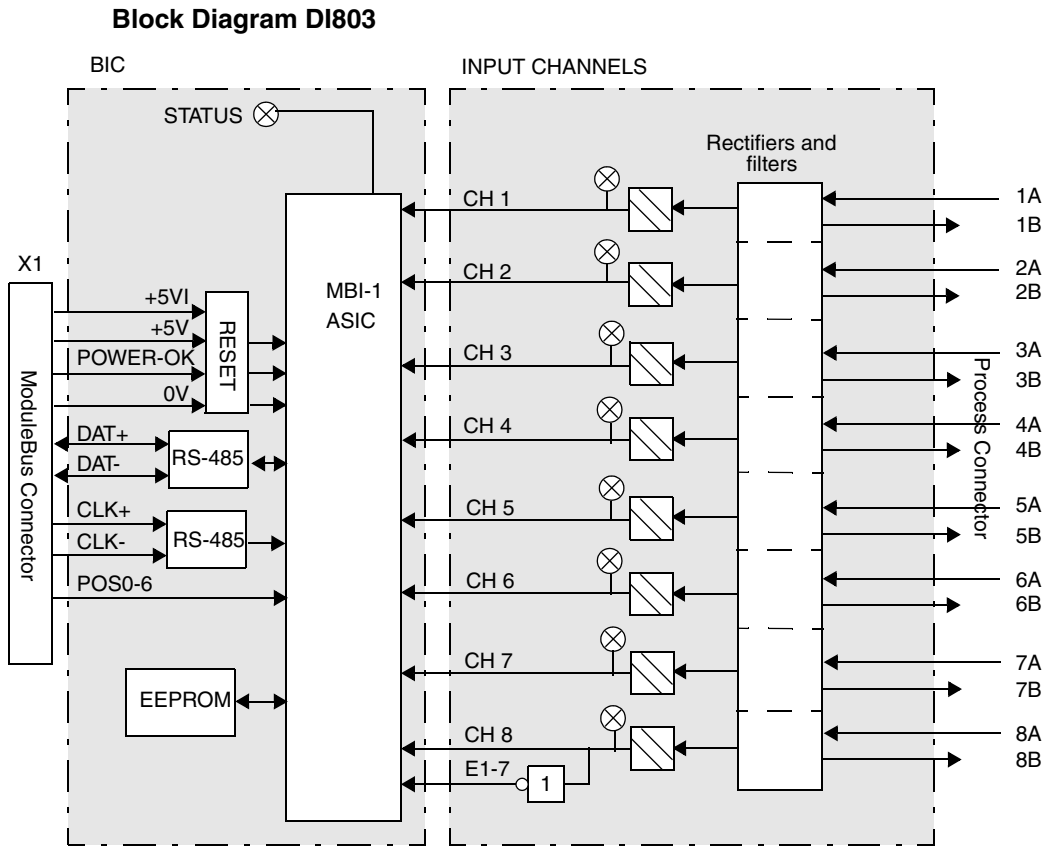 Block Diagram DI803
BIC
INPUT CHANNELS
STATUS
Rectifiers and
filters
X1
ModuleBus Connector
+5VI
+5V
POWER-OK
0V
RESET
DAT+
DAT-
RS-485
CLK+
CLK-
RS-485
POS0-6
EEPROM
MBI-1
ASIC
CH 1
CH 2
CH 3
CH 4
CH 5
CH 6
CH 7
CH 8
E1-7
1
1A
1B
2A
2B
3A
3B
4A
4B
5A
5B
6A
6B
7A
7B
8A
8B
Process Connector